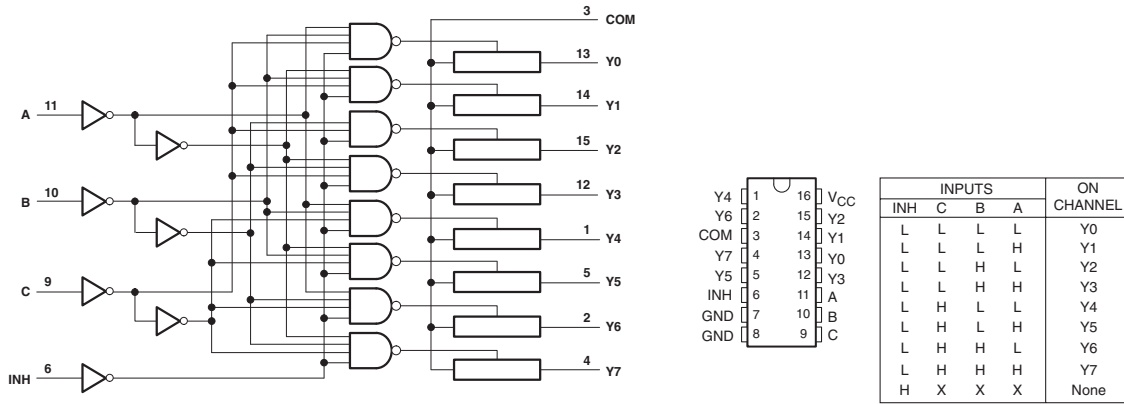 3 COM
13 Y0
14 Y1
15 Y2
12 Y3
1 Y4
5 Y5
2 Y6
4 Y7
A 11
B 10
C 9
INH 6
Y4 1 16 VCC
Y6 2 15 Y2
COM 3 14 Y1
Y7 4 13 Y0
Y5 5 12 Y3
INH 6 11 A
GND 7 10 B
GND 8 9 C
INPUTS ON CHANNEL
INH C B A
L L L L Y0
L L L H Y1
L L H L Y2
L L H H Y3
L H L L Y4
L H L H Y5
L H H L Y6
L H H H Y7
H X X X None